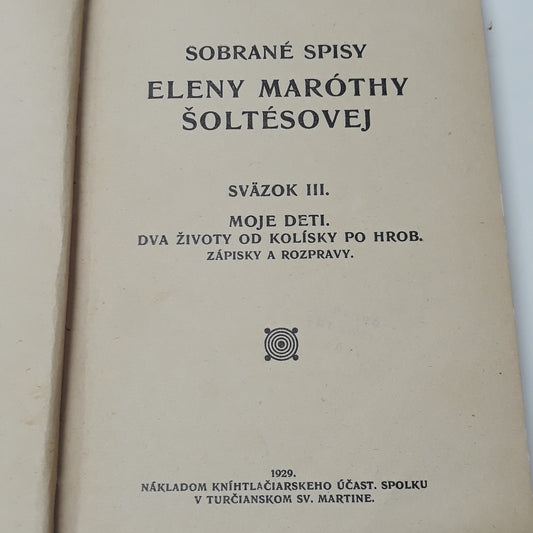 SOBRANÉ SPISY
ELENY MARÓTHY
ŠOLTÉSOVEJ
SVÄZOK III.
MOJE DETI.
DVA ŽIVOTY OD KOLÍSKY PO HROB.
ZÁPISKY A ROZPRAVY.
1929.
NÁKLADOM KNÍHTLAČIARSKEHO ÚČAST. SPOLKU
V TURČIANSKOM SV. MARTINE.